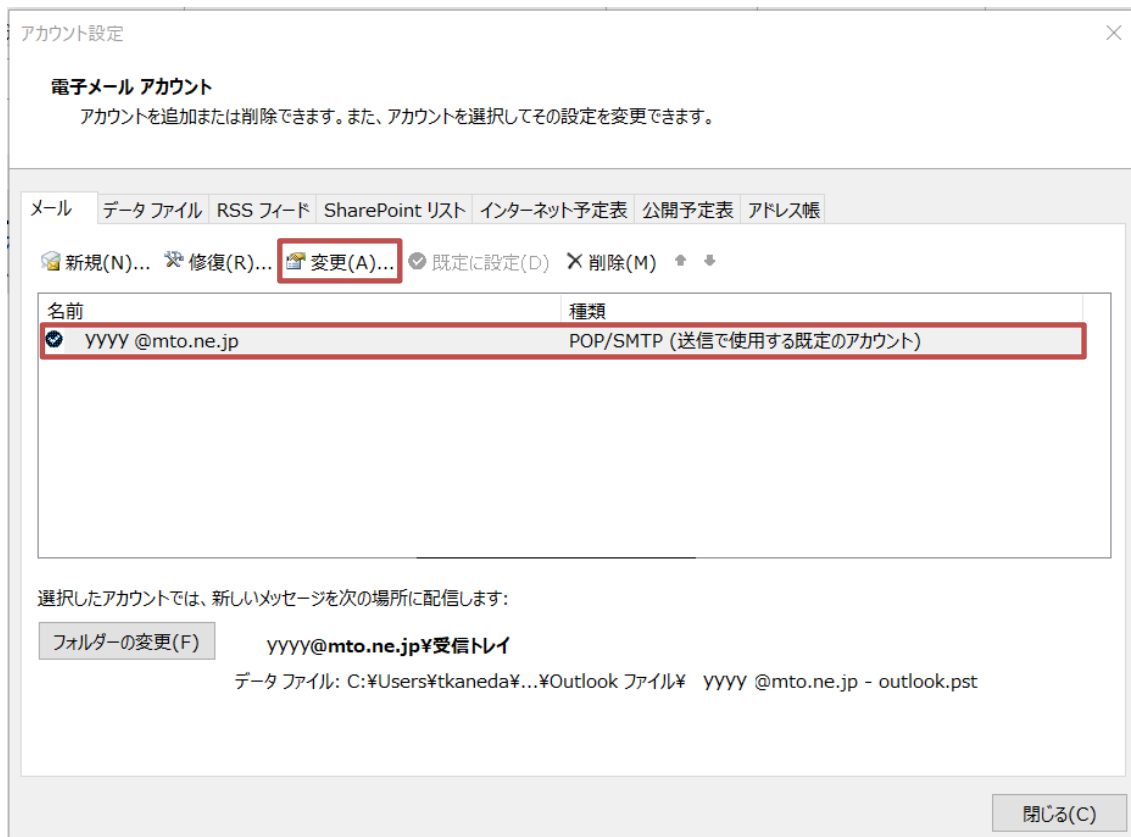 アカウント設定
電子メール アカウント
アカウントを追加または削除できます。また、アカウントを選択してその設定を変更できます。
メール データ ファイル RSS フィード SharePoint リスト インターネット予定表 公開予定表 アドレス帳
新規(N)... 修復(R)... 変更(A)... 既定に設定(D) 削除(M)
名前 種類
yyyy @mto.ne.jp POP/SMTP (送信で使用する既定のアカウント)
選択したアカウントでは、新しいメッセージを次の場所に配信します:
フォルダーの変更(F) yyyy@mto.ne.jp¥受信トレイ
データ ファイル: C:¥Users¥tkaneda¥...¥Outlook ファイル¥ yyyy @mto.ne.jp - outlook.pst
閉じる(C)